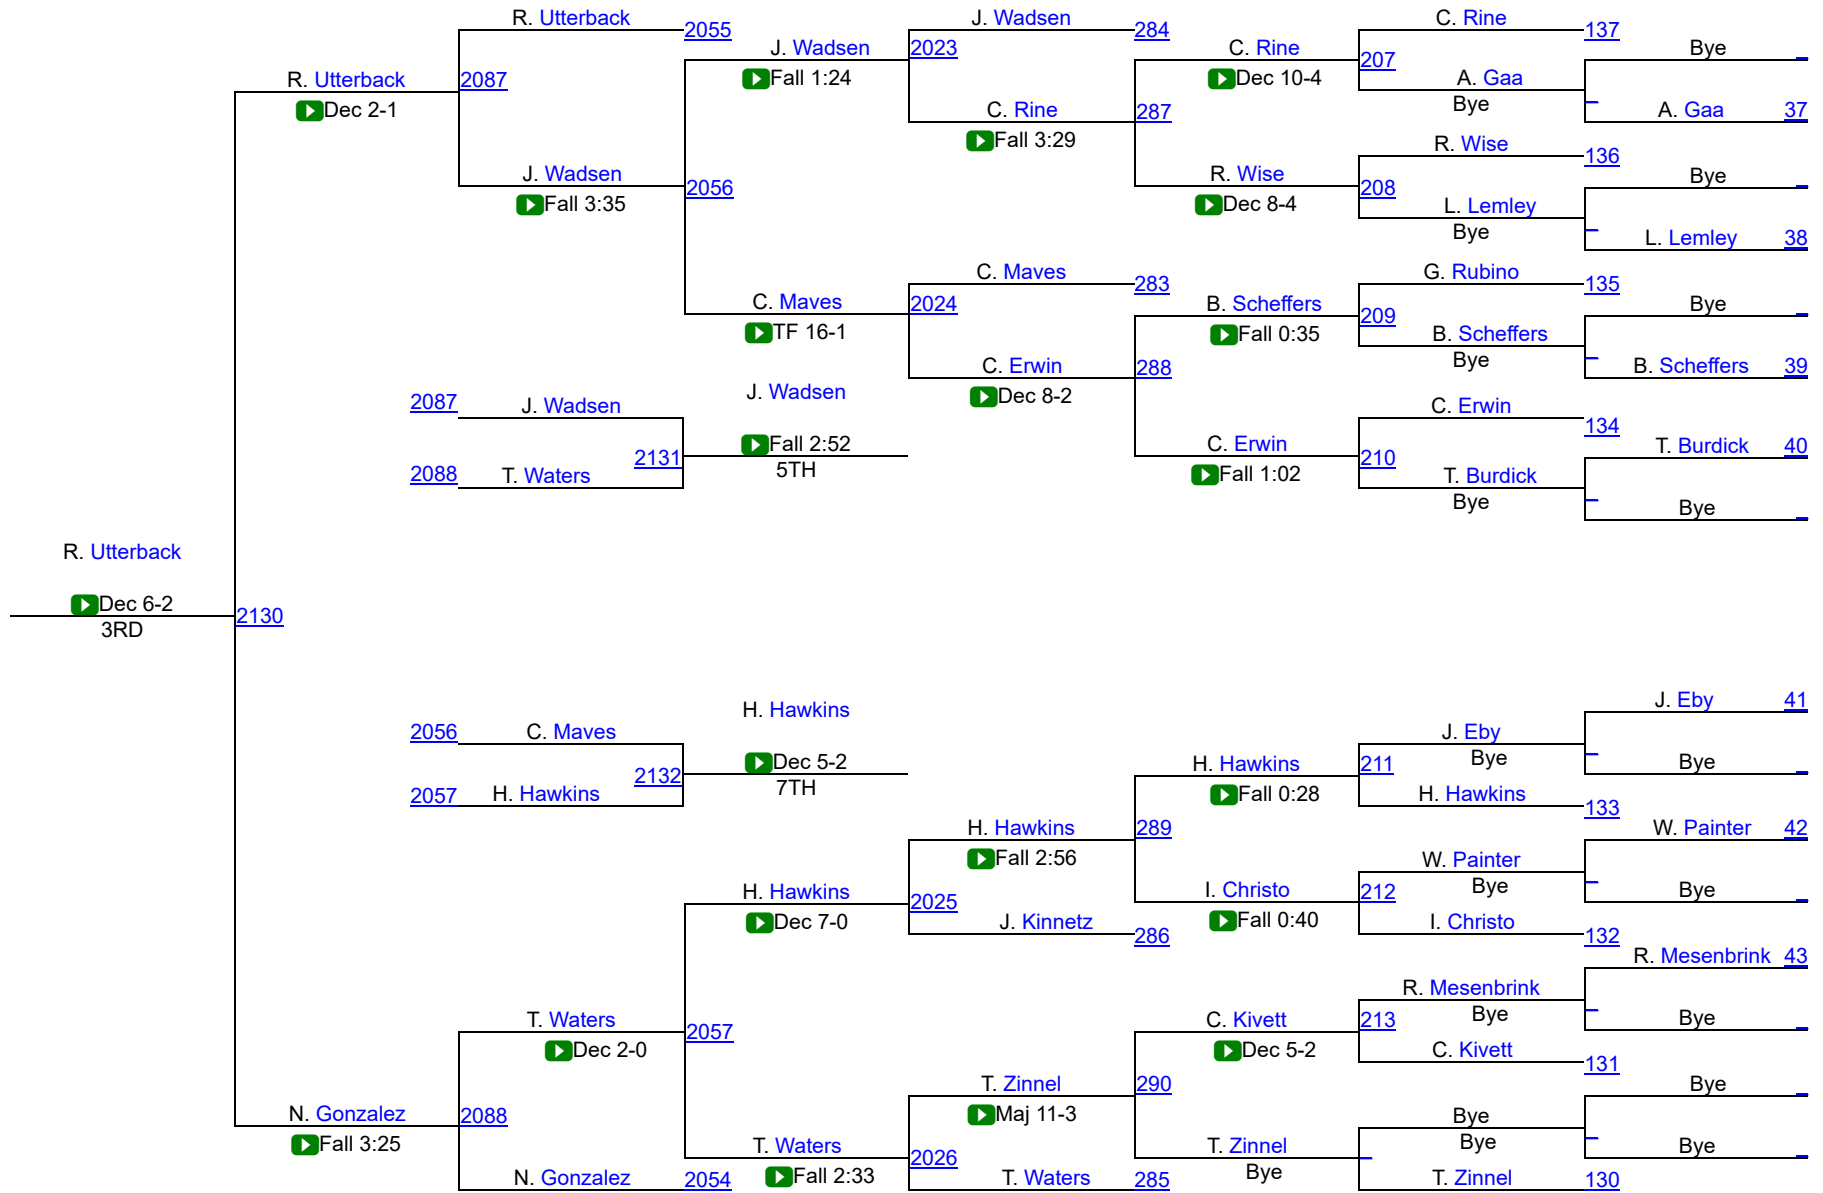 R. Utterback
2055
J. Wadsen
284
C. Rine
137
J. Wadsen
2023
C. Rine
Bye
Fall 1:24
Dec 10-4
207
R. Utterback
2087
A. Gaa
Bye
Dec 2-1
C. Rine
287
A. Gaa
37
Fall 3:29
R. Wise
136
J. Wadsen
2056
R. Wise
208
Bye
Fall 3:35
Dec 8-4
L. Lemley
Bye
L. Lemley
38
C. Maves
283
G. Rubino
135
C. Maves
2024
B. Scheffers
Bye
TF 16-1
Fall 0:35
209
B. Scheffers
Bye
C. Erwin
288
B. Scheffers
39
Dec 8-2
J. Wadsen
2087
J. Wadsen
C. Erwin
134
Fall 2:52
5TH
2131
C. Erwin
210
T. Burdick
40
Fall 1:02
2088
T. Waters
T. Burdick
Bye
Bye
R. Utterback
Dec 6-2
3RD
2130
J. Eby
41
H. Hawkins
2056
C. Maves
J. Eby
Bye
Dec 5-2
7TH
2132
H. Hawkins
211
Bye
Fall 0:28
2057
H. Hawkins
H. Hawkins
133
H. Hawkins
289
W. Painter
42
Fall 2:56
W. Painter
Bye
H. Hawkins
2025
I. Christo
212
Bye
Dec 7-0
Fall 0:40
J. Kinnetz
286
I. Christo
132
R. Mesenbrink
43
R. Mesenbrink
Bye
T. Waters
2057
C. Kivett
213
Bye
Dec 2-0
Dec 5-2
C. Kivett
131
T. Zinnel
290
Bye
Maj 11-3
N. Gonzalez
2088
Bye
Bye
Fall 3:25
T. Waters
2026
T. Zinnel
Bye
Bye
Fall 2:33
N. Gonzalez
2054
T. Waters
285
T. Zinnel
130